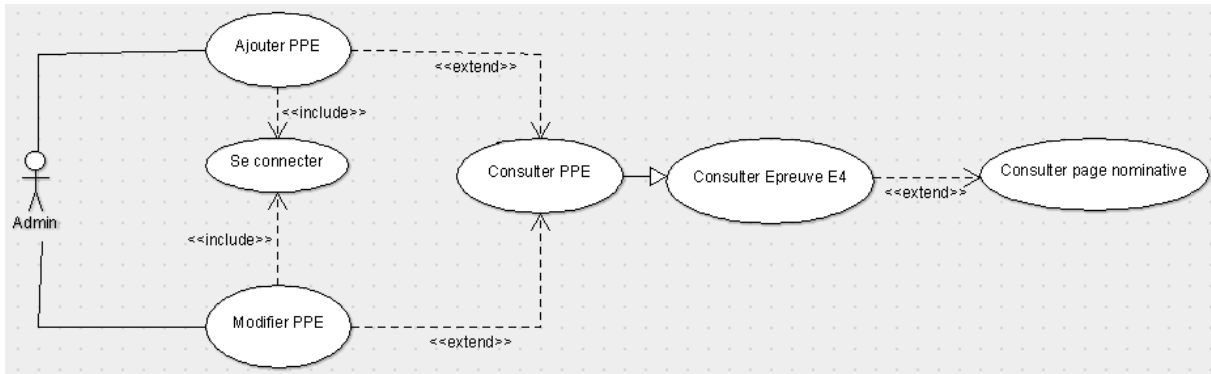 Ajouter PPE
<<extend>>
<<include>>
Se connecter
Consulter PPE
Consulter Epreuve E4
Consulter page nominative
<<extend>>
Admin
<<include>>
Modifier PPE
<<extend>>